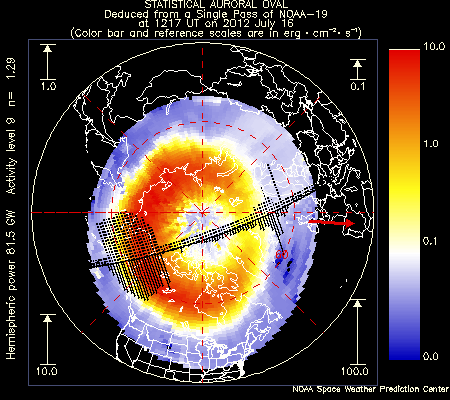 STATISTICAL AURORAL OVAL
Deduced from a Single Pass of NOAA-19
at 1217 UT on 2012 July 16
(Color bar and reference scales are in erg·cm⁻²·s⁻¹)
1.0
0.1
10.0
100.0
Hemispheric power 81.5 GW Activity level 9 n= 1.29
10.0
1.0
0.1
0.0
NOAA Space Weather Prediction Center